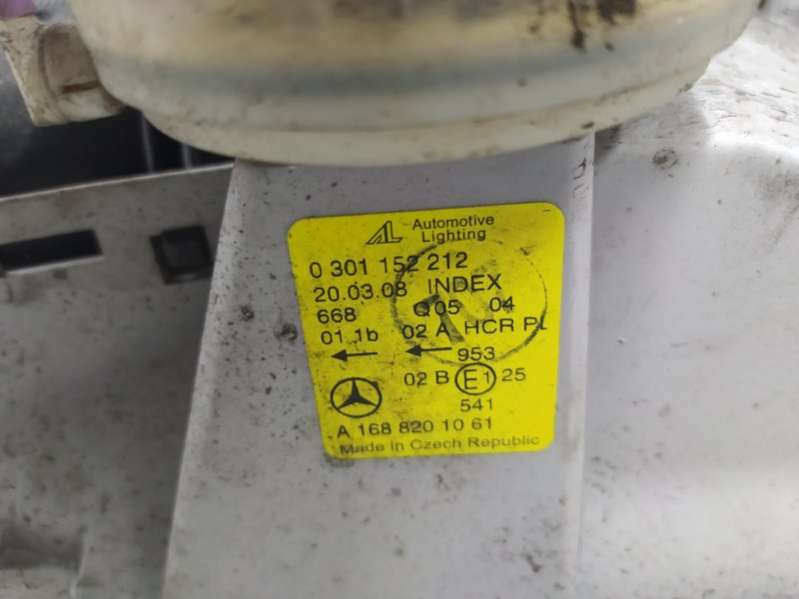 AL Automotive
Lighting
0 301 152 212
20.03.08 INDEX
668 Q05 04
01 1b 02 A HCR PL
953
02 B E1 25
541
A 168 820 10 61
Made in Czech Republic